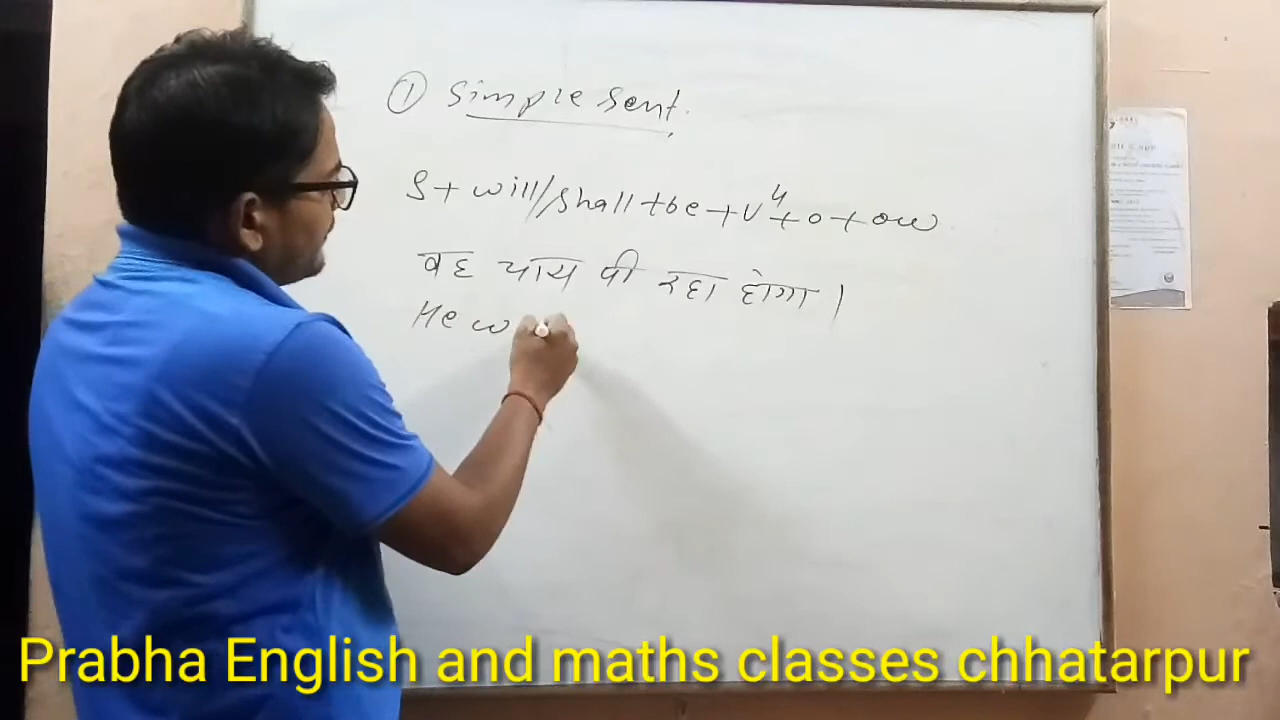 ① Simple Sent.
S + will/shall + be + V⁴ + o + ow
वह चाय पी रहा होगा।
He w
Prabha English and maths classes chhatarpur